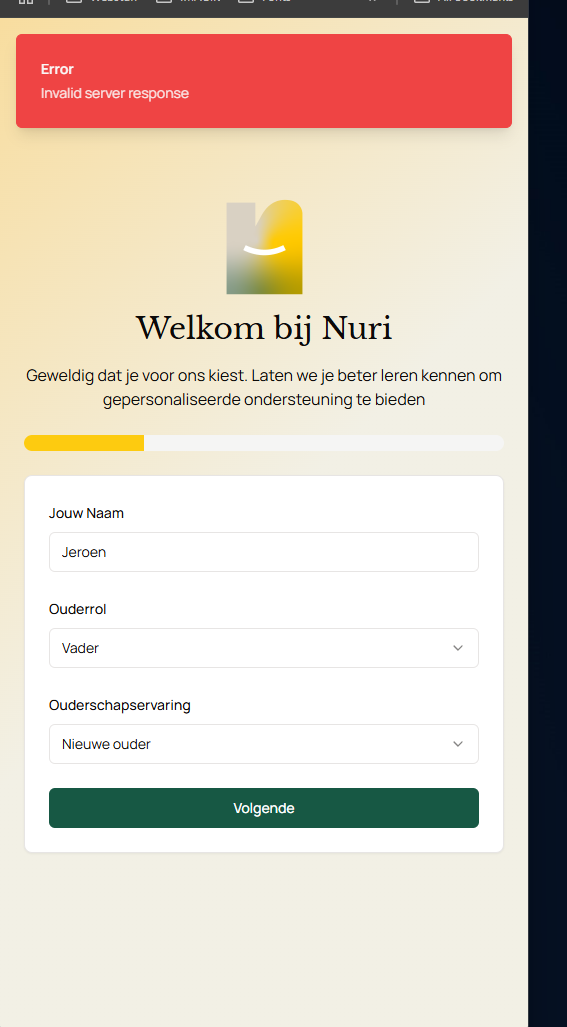 Error
Invalid server response
Welkom bij Nuri
Geweldig dat je voor ons kiest. Laten we je beter leren kennen om
gepersonaliseerde ondersteuning te bieden
Jouw Naam
Jeroen
Ouderrol
Vader
Ouderschapservaring
Nieuwe ouder
Volgende